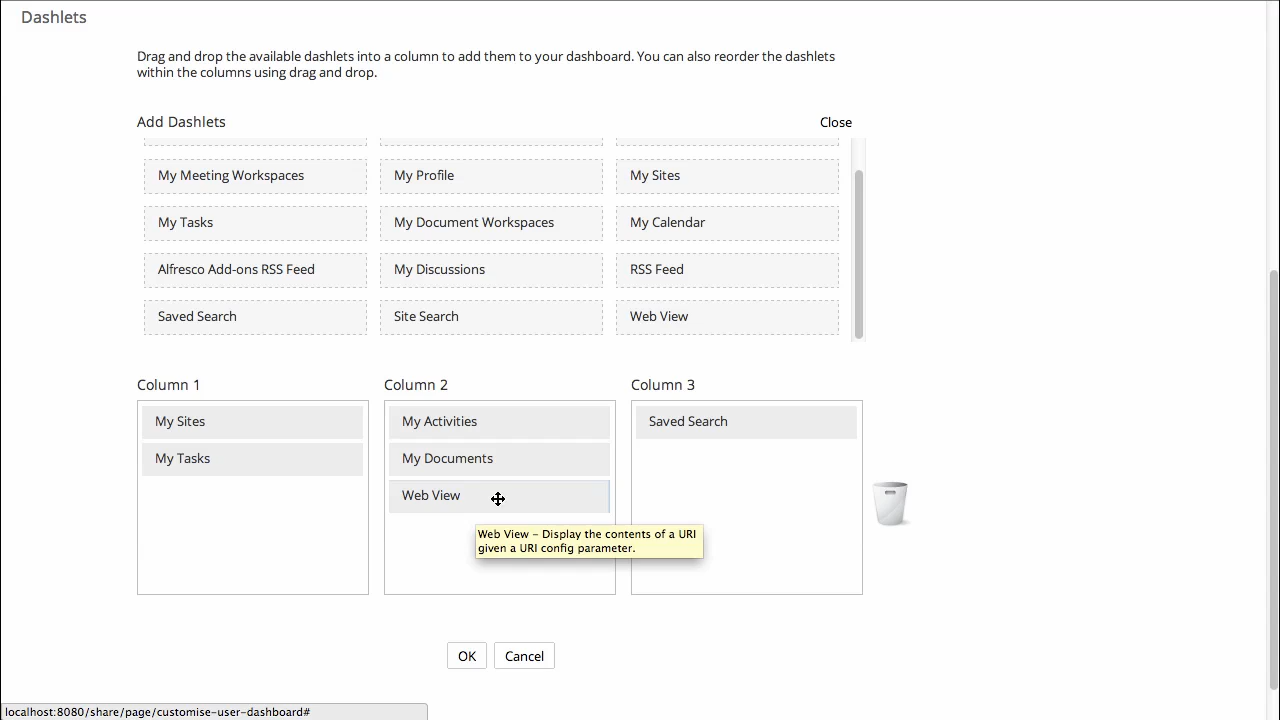 Dashlets
Drag and drop the available dashlets into a column to add them to your dashboard. You can also reorder the dashlets
within the columns using drag and drop.
Add Dashlets
Close
My Meeting Workspaces
My Profile
My Sites
My Tasks
My Document Workspaces
My Calendar
Alfresco Add-ons RSS Feed
My Discussions
RSS Feed
Saved Search
Site Search
Web View
Column 1
Column 2
Column 3
My Sites
My Activities
Saved Search
My Tasks
My Documents
Web View
Web View – Display the contents of a URI
given a URI config parameter.
OK
Cancel
localhost:8080/share/page/customise-user-dashboard#